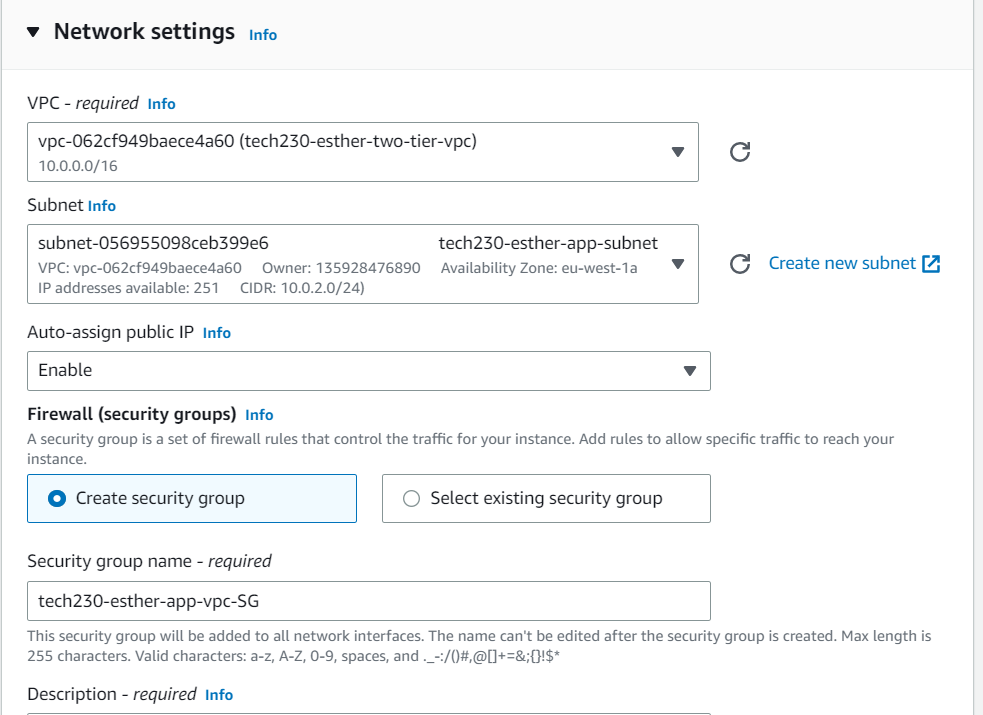 Network settings Info
VPC - required Info
vpc-062cf949baece4a60 (tech230-esther-two-tier-vpc)
10.0.0.0/16
Subnet Info
subnet-056955098ceb399e6 tech230-esther-app-subnet
VPC: vpc-062cf949baece4a60 Owner: 135928476890 Availability Zone: eu-west-1a
IP addresses available: 251 CIDR: 10.0.2.0/24)
Create new subnet
Auto-assign public IP Info
Enable
Firewall (security groups) Info
A security group is a set of firewall rules that control the traffic for your instance. Add rules to allow specific traffic to reach your
instance.
Create security group Select existing security group
Security group name - required
tech230-esther-app-vpc-SG
This security group will be added to all network interfaces. The name can't be edited after the security group is created. Max length is
255 characters. Valid characters: a-z, A-Z, 0-9, spaces, and ._-:/()#,@[]+=&;{}!$*
Description - required Info